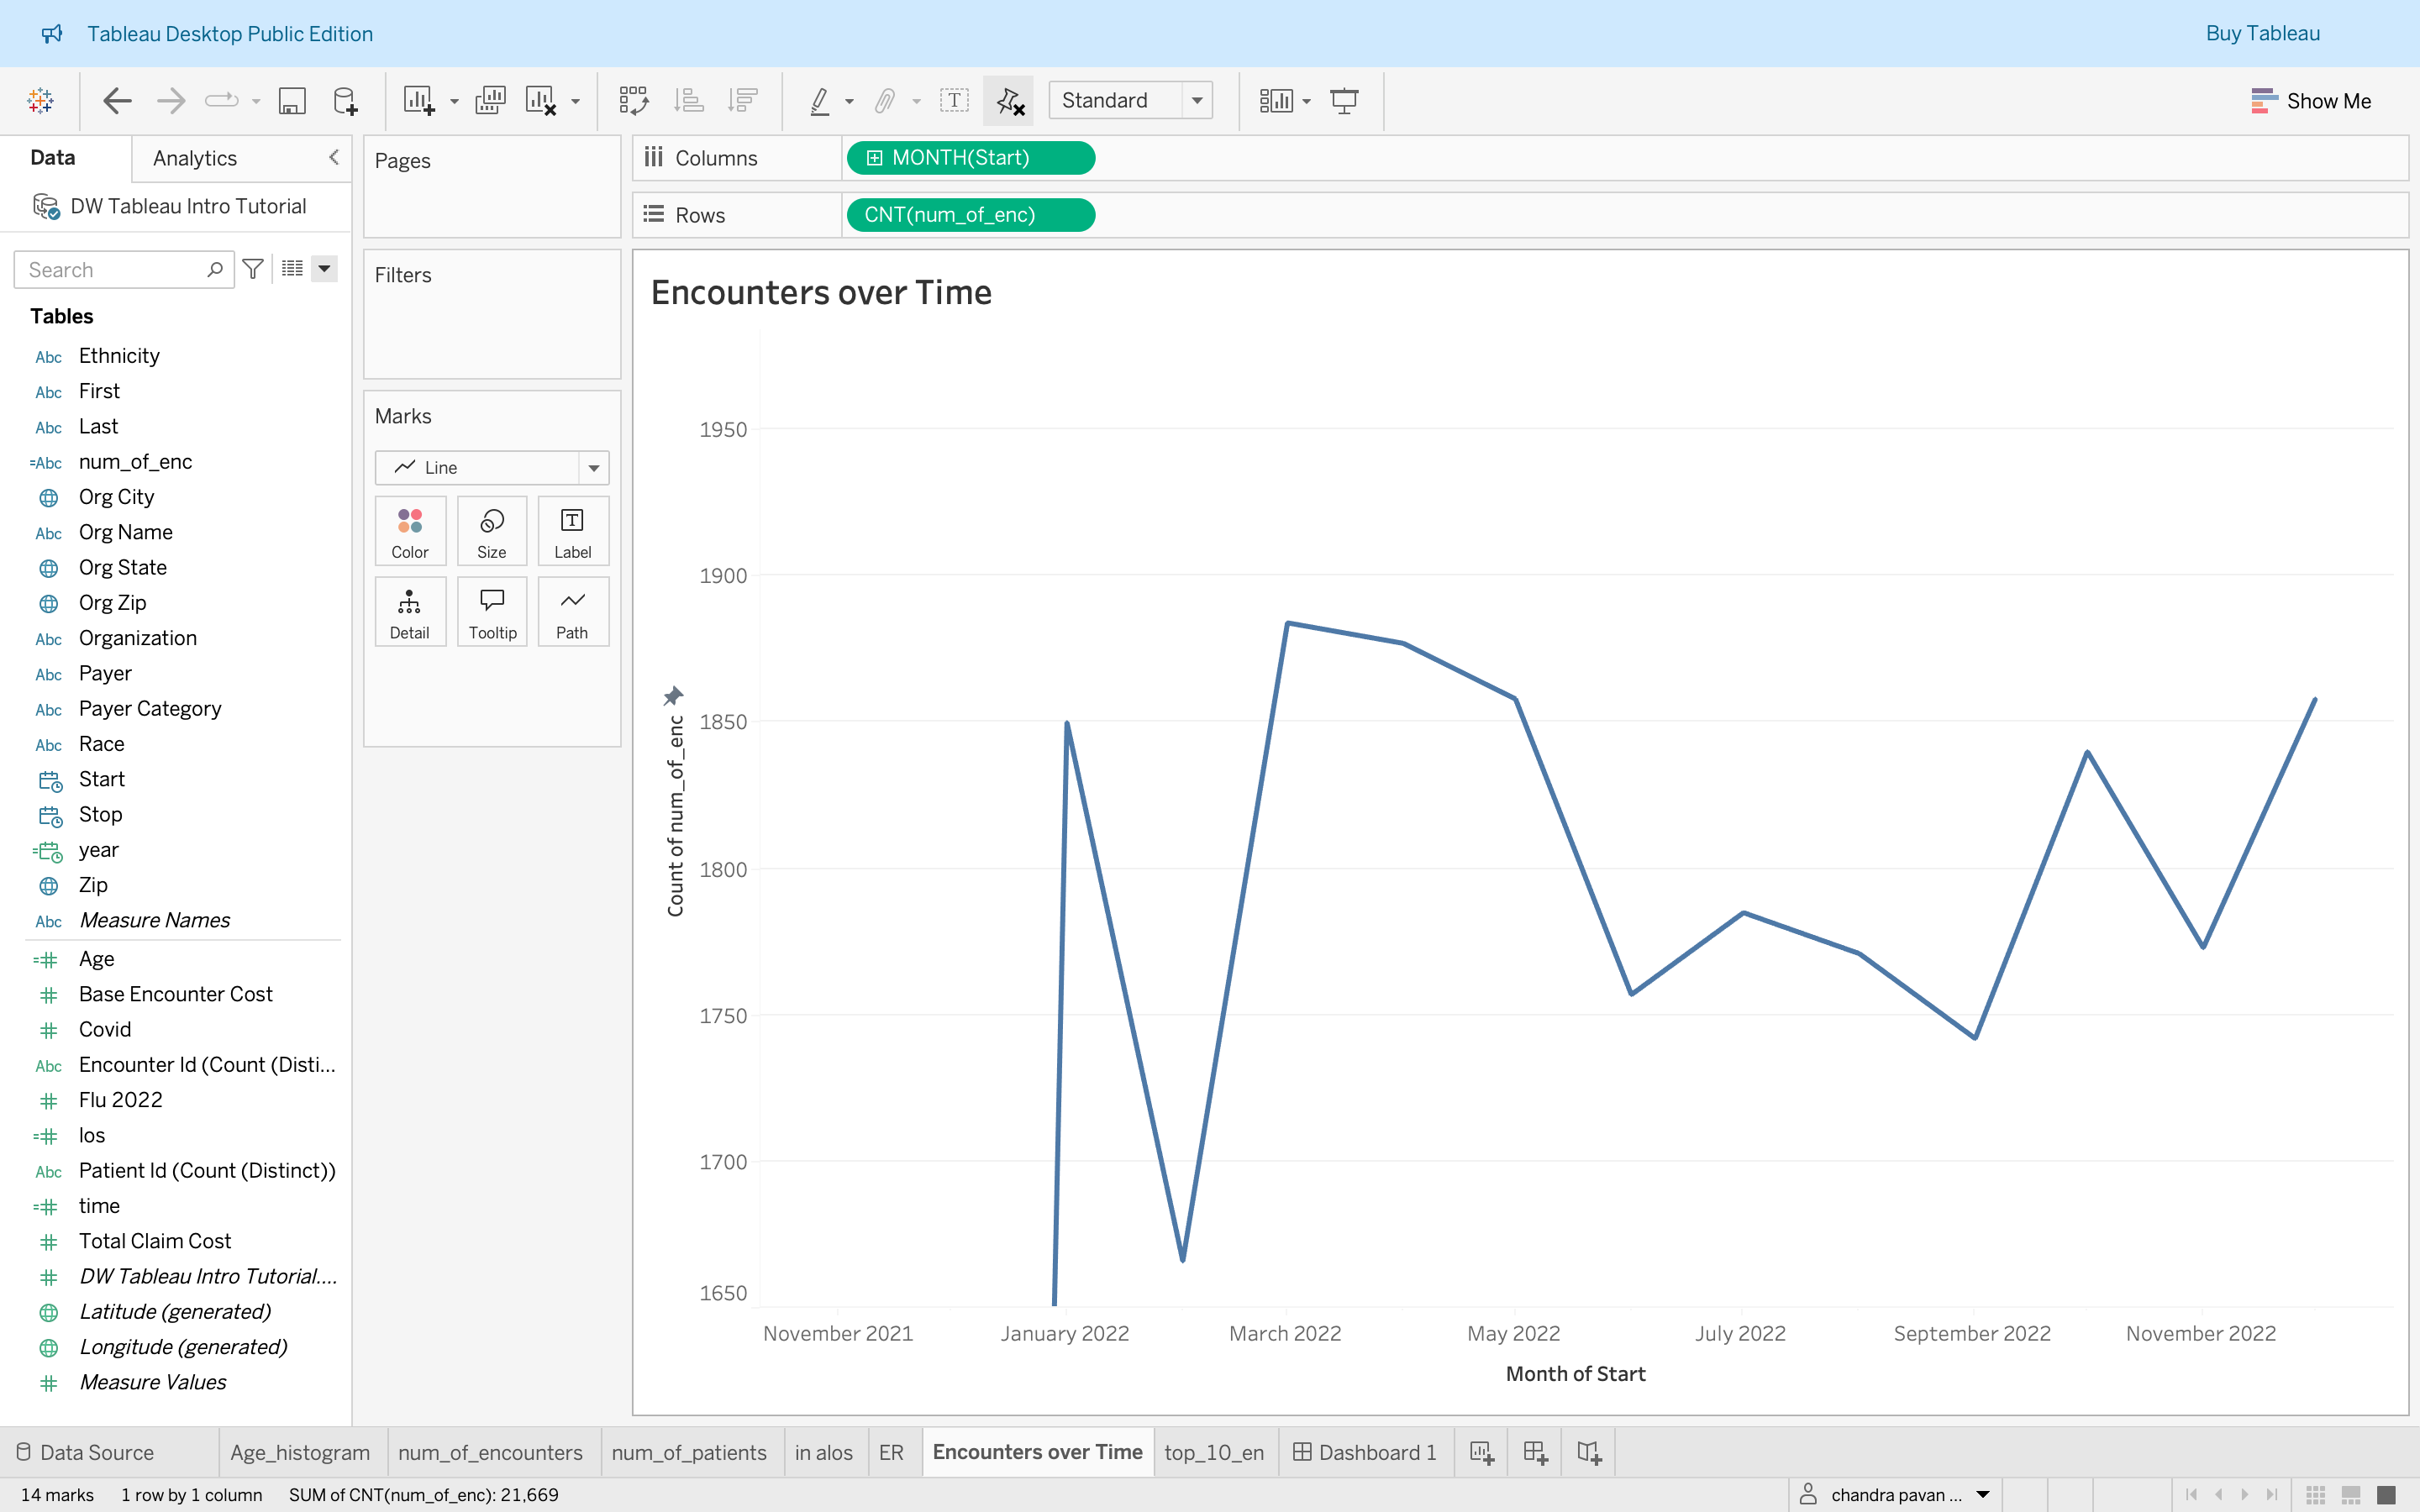 Tableau Desktop Public Edition
Buy Tableau
Standard
Show Me
Data
Analytics
DW Tableau Intro Tutorial
Search
Tables
Abc Ethnicity
Abc First
Abc Last
=Abc num_of_enc
Org City
Abc Org Name
Org State
Org Zip
Abc Organization
Abc Payer
Abc Payer Category
Abc Race
Start
Stop
year
Zip
Abc Measure Names
Age
Base Encounter Cost
Covid
Abc Encounter Id (Count (Disti...
Flu 2022
los
Abc Patient Id (Count (Distinct))
time
Total Claim Cost
DW Tableau Intro Tutorial....
Latitude (generated)
Longitude (generated)
Measure Values
Pages
Filters
Marks
Line
Color
Size
Label
Detail
Tooltip
Path
Columns
MONTH(Start)
Rows
CNT(num_of_enc)
Encounters over Time
Count of num_of_enc
1950
1900
1850
1800
1750
1700
1650
November 2021
January 2022
March 2022
May 2022
July 2022
September 2022
November 2022
Month of Start
Data Source
Age_histogram
num_of_encounters
num_of_patients
in alos
ER
Encounters over Time
top_10_en
Dashboard 1
14 marks
1 row by 1 column
SUM of CNT(num_of_enc): 21,669
chandra pavan ...